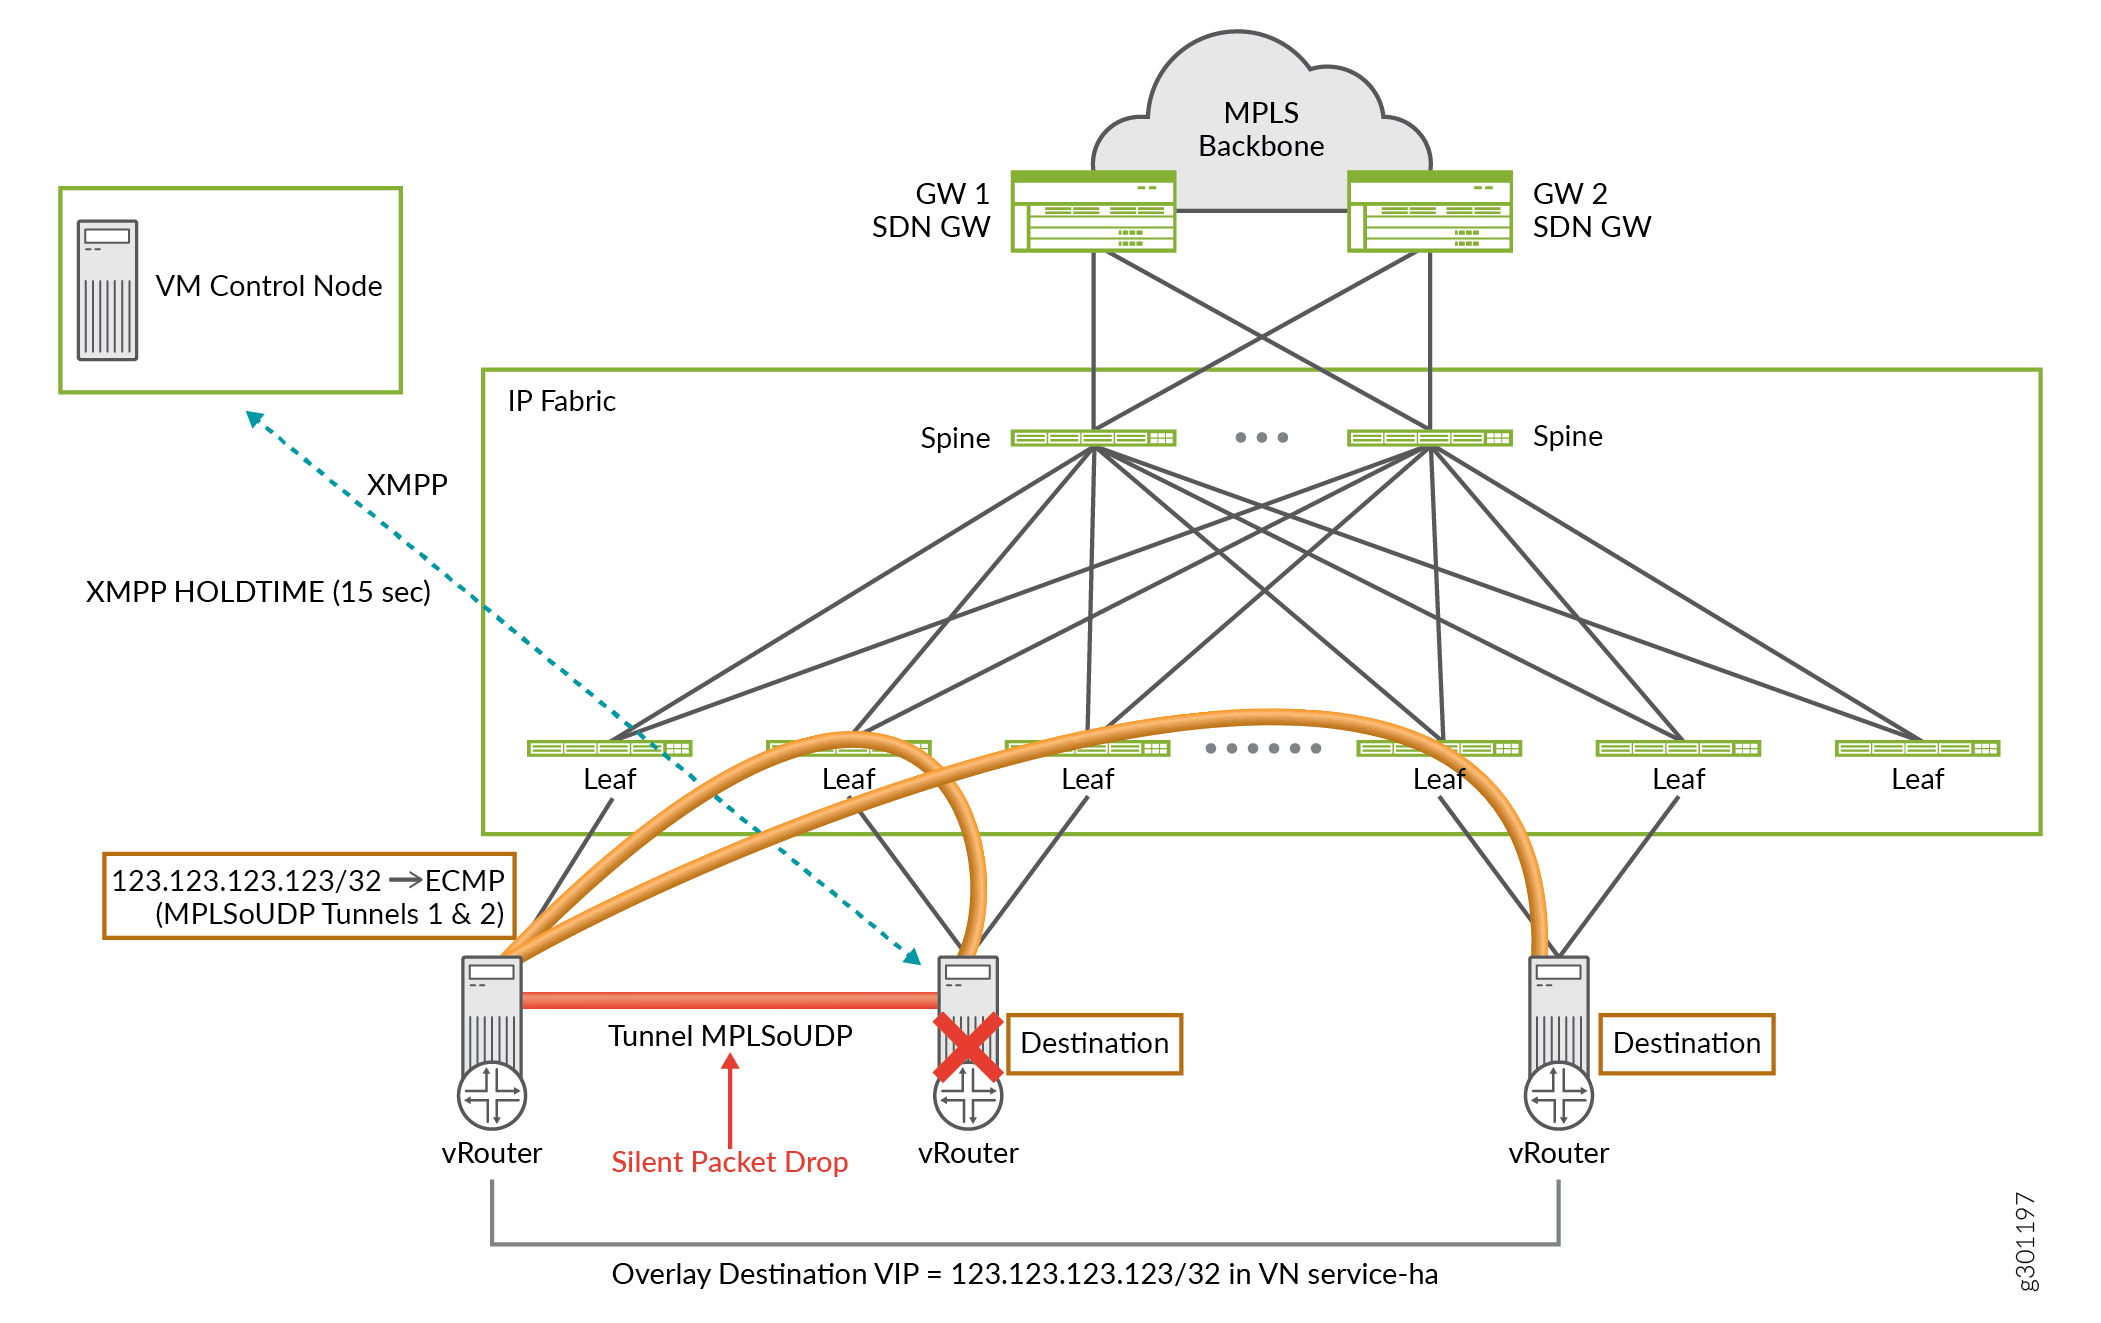 MPLS
Backbone
GW 1
SDN GW
GW 2
SDN GW
VM Control Node
IP Fabric
Spine
Spine
XMPP
XMPP HOLDTIME (15 sec)
Leaf
Leaf
Leaf
Leaf
Leaf
Leaf
123.123.123.123/32 → ECMP
(MPLSoUDP Tunnels 1 & 2)
Tunnel MPLSoUDP
Destination
Destination
Silent Packet Drop
vRouter
vRouter
vRouter
Overlay Destination VIP = 123.123.123.123/32 in VN service-ha
g301197